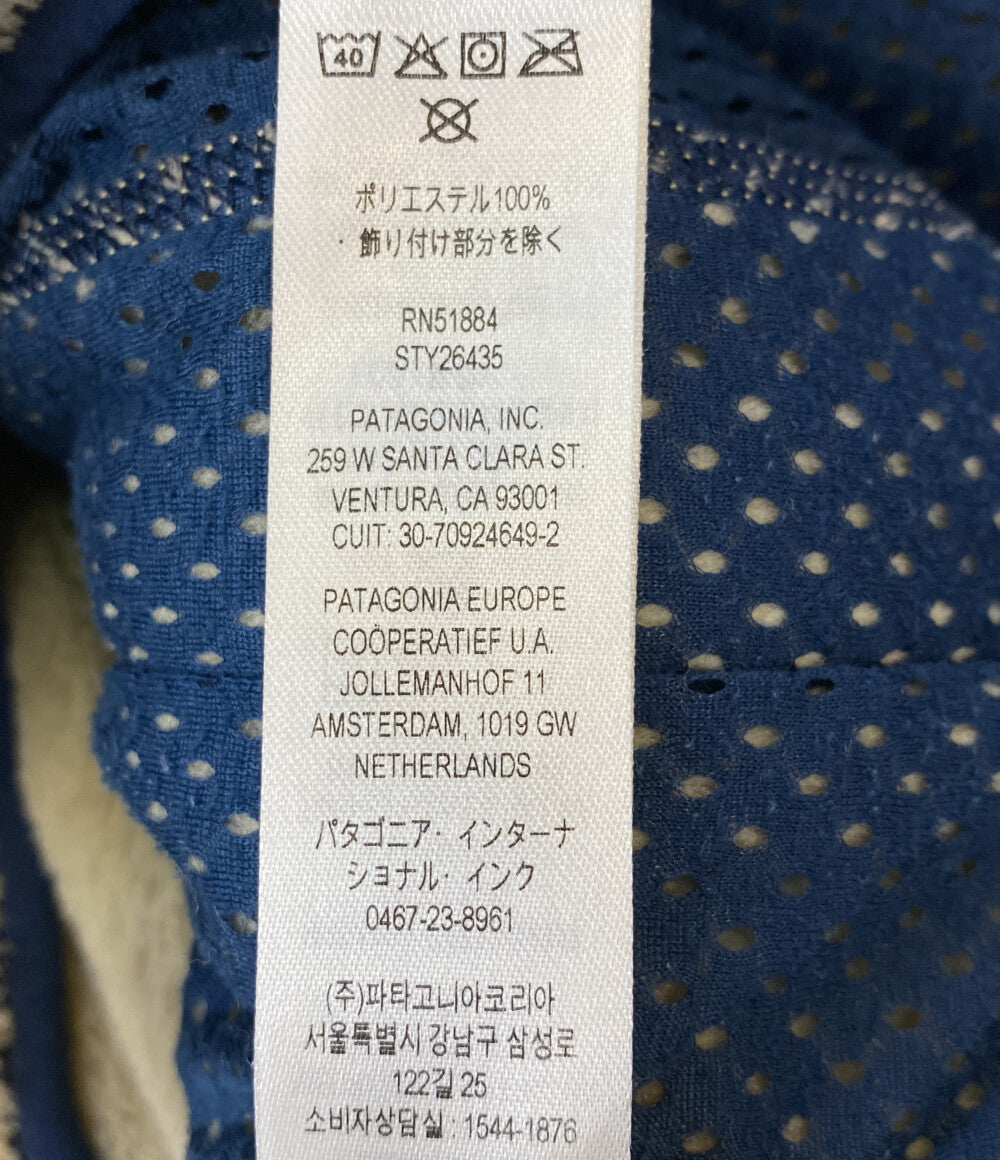 40
ポリエステル100%
・飾り付け部分を除く
RN51884
STY26435
PATAGONIA, INC.
259 W SANTA CLARA ST.
VENTURA, CA 93001
CUIT: 30-70924649-2
PATAGONIA EUROPE
COÖPERATIEF U.A.
JOLLEMANHOF 11
AMSTERDAM, 1019 GW
NETHERLANDS
パタゴニア・インターナ
ショナル・インク
0467-23-8961
(주)파타고니아코리아
서울특별시 강남구 삼성로
122길 25
소비자상담실 : 1544-1876